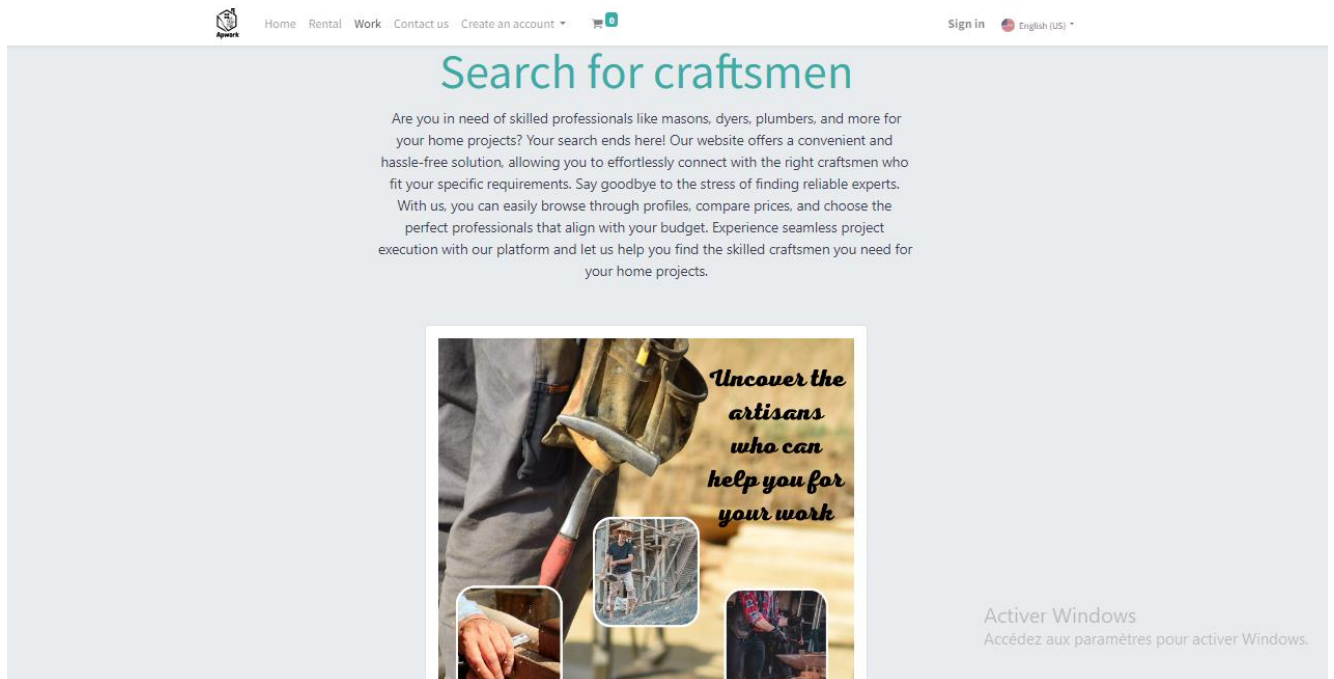 Apwork
Home Rental Work Contact us Create an account 0 Sign in English (US)
Search for craftsmen
Are you in need of skilled professionals like masons, dyers, plumbers, and more for
your home projects? Your search ends here! Our website offers a convenient and
hassle-free solution, allowing you to effortlessly connect with the right craftsmen who
fit your specific requirements. Say goodbye to the stress of finding reliable experts.
With us, you can easily browse through profiles, compare prices, and choose the
perfect professionals that align with your budget. Experience seamless project
execution with our platform and let us help you find the skilled craftsmen you need for
your home projects.
Uncover the
artisans
who can
help you for
your work
Activer Windows
Accédez aux paramètres pour activer Windows.